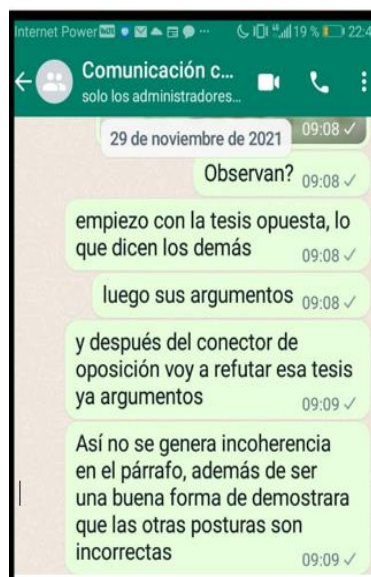 Internet Power
19 % 22:4
Comunicación c...
solo los administradores...
09:08
29 de noviembre de 2021
Observan? 09:08
empiezo con la tesis opuesta, lo
que dicen los demás
09:08
luego sus argumentos 09:08
y después del conector de
oposición voy a refutar esa tesis
ya argumentos
09:09
Así no se genera incoherencia
en el párrafo, además de ser
una buena forma de demostrara
que las otras posturas son
incorrectas
09:09